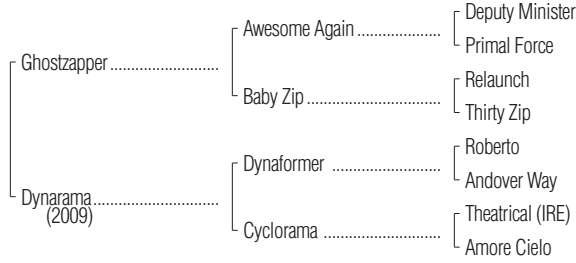 Deputy Minister
Awesome Again ....................
Primal Force
Ghostzapper ..........................
Relaunch
Baby Zip ................................
Thirty Zip
Roberto
Dynaformer ..........................
Andover Way
Dynarama ..............................
(2009)
Theatrical (IRE)
Cyclorama ............................
Amore Cielo